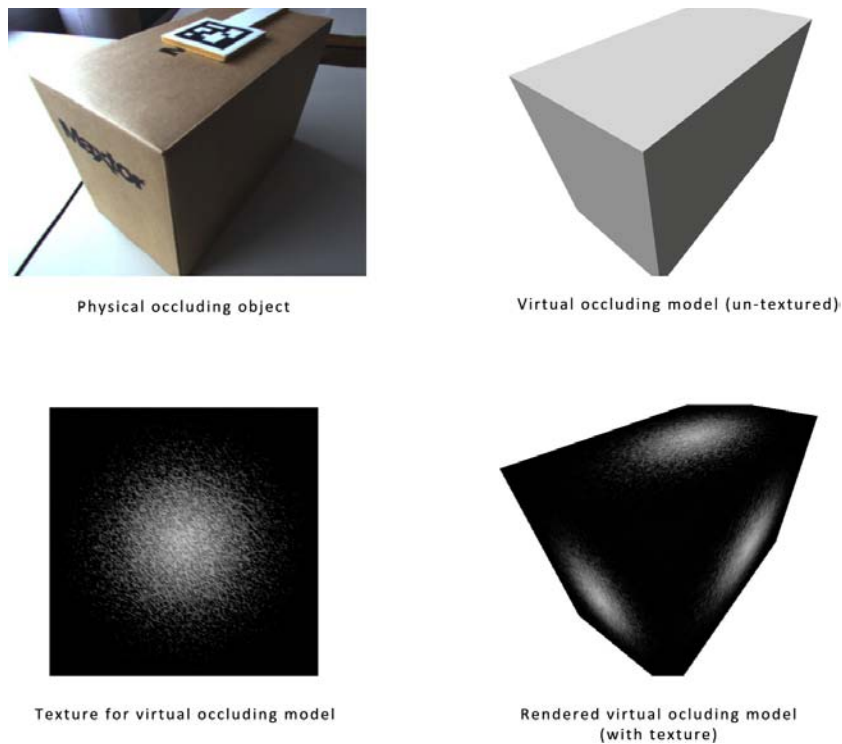 Maxtor
Physical occluding object
Virtual occluding model (un-textured)
Texture for virtual occluding model
Rendered virtual ocluding model
(with texture)